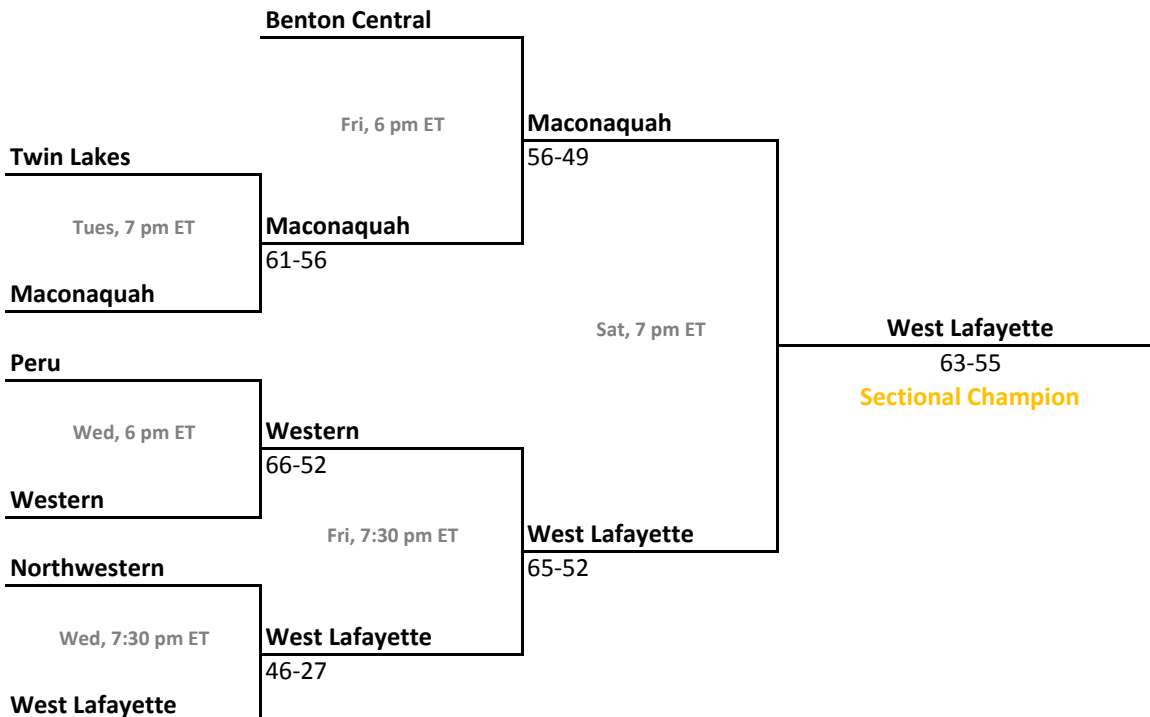 Benton Central
Fri, 6 pm ET
Maconaquah
56-49
Twin Lakes
Tues, 7 pm ET
Maconaquah
61-56
Maconaquah
Sat, 7 pm ET
West Lafayette
63-55
Sectional Champion
Peru
Wed, 6 pm ET
Western
66-52
Western
Fri, 7:30 pm ET
West Lafayette
65-52
Northwestern
Wed, 7:30 pm ET
West Lafayette
46-27
West Lafayette